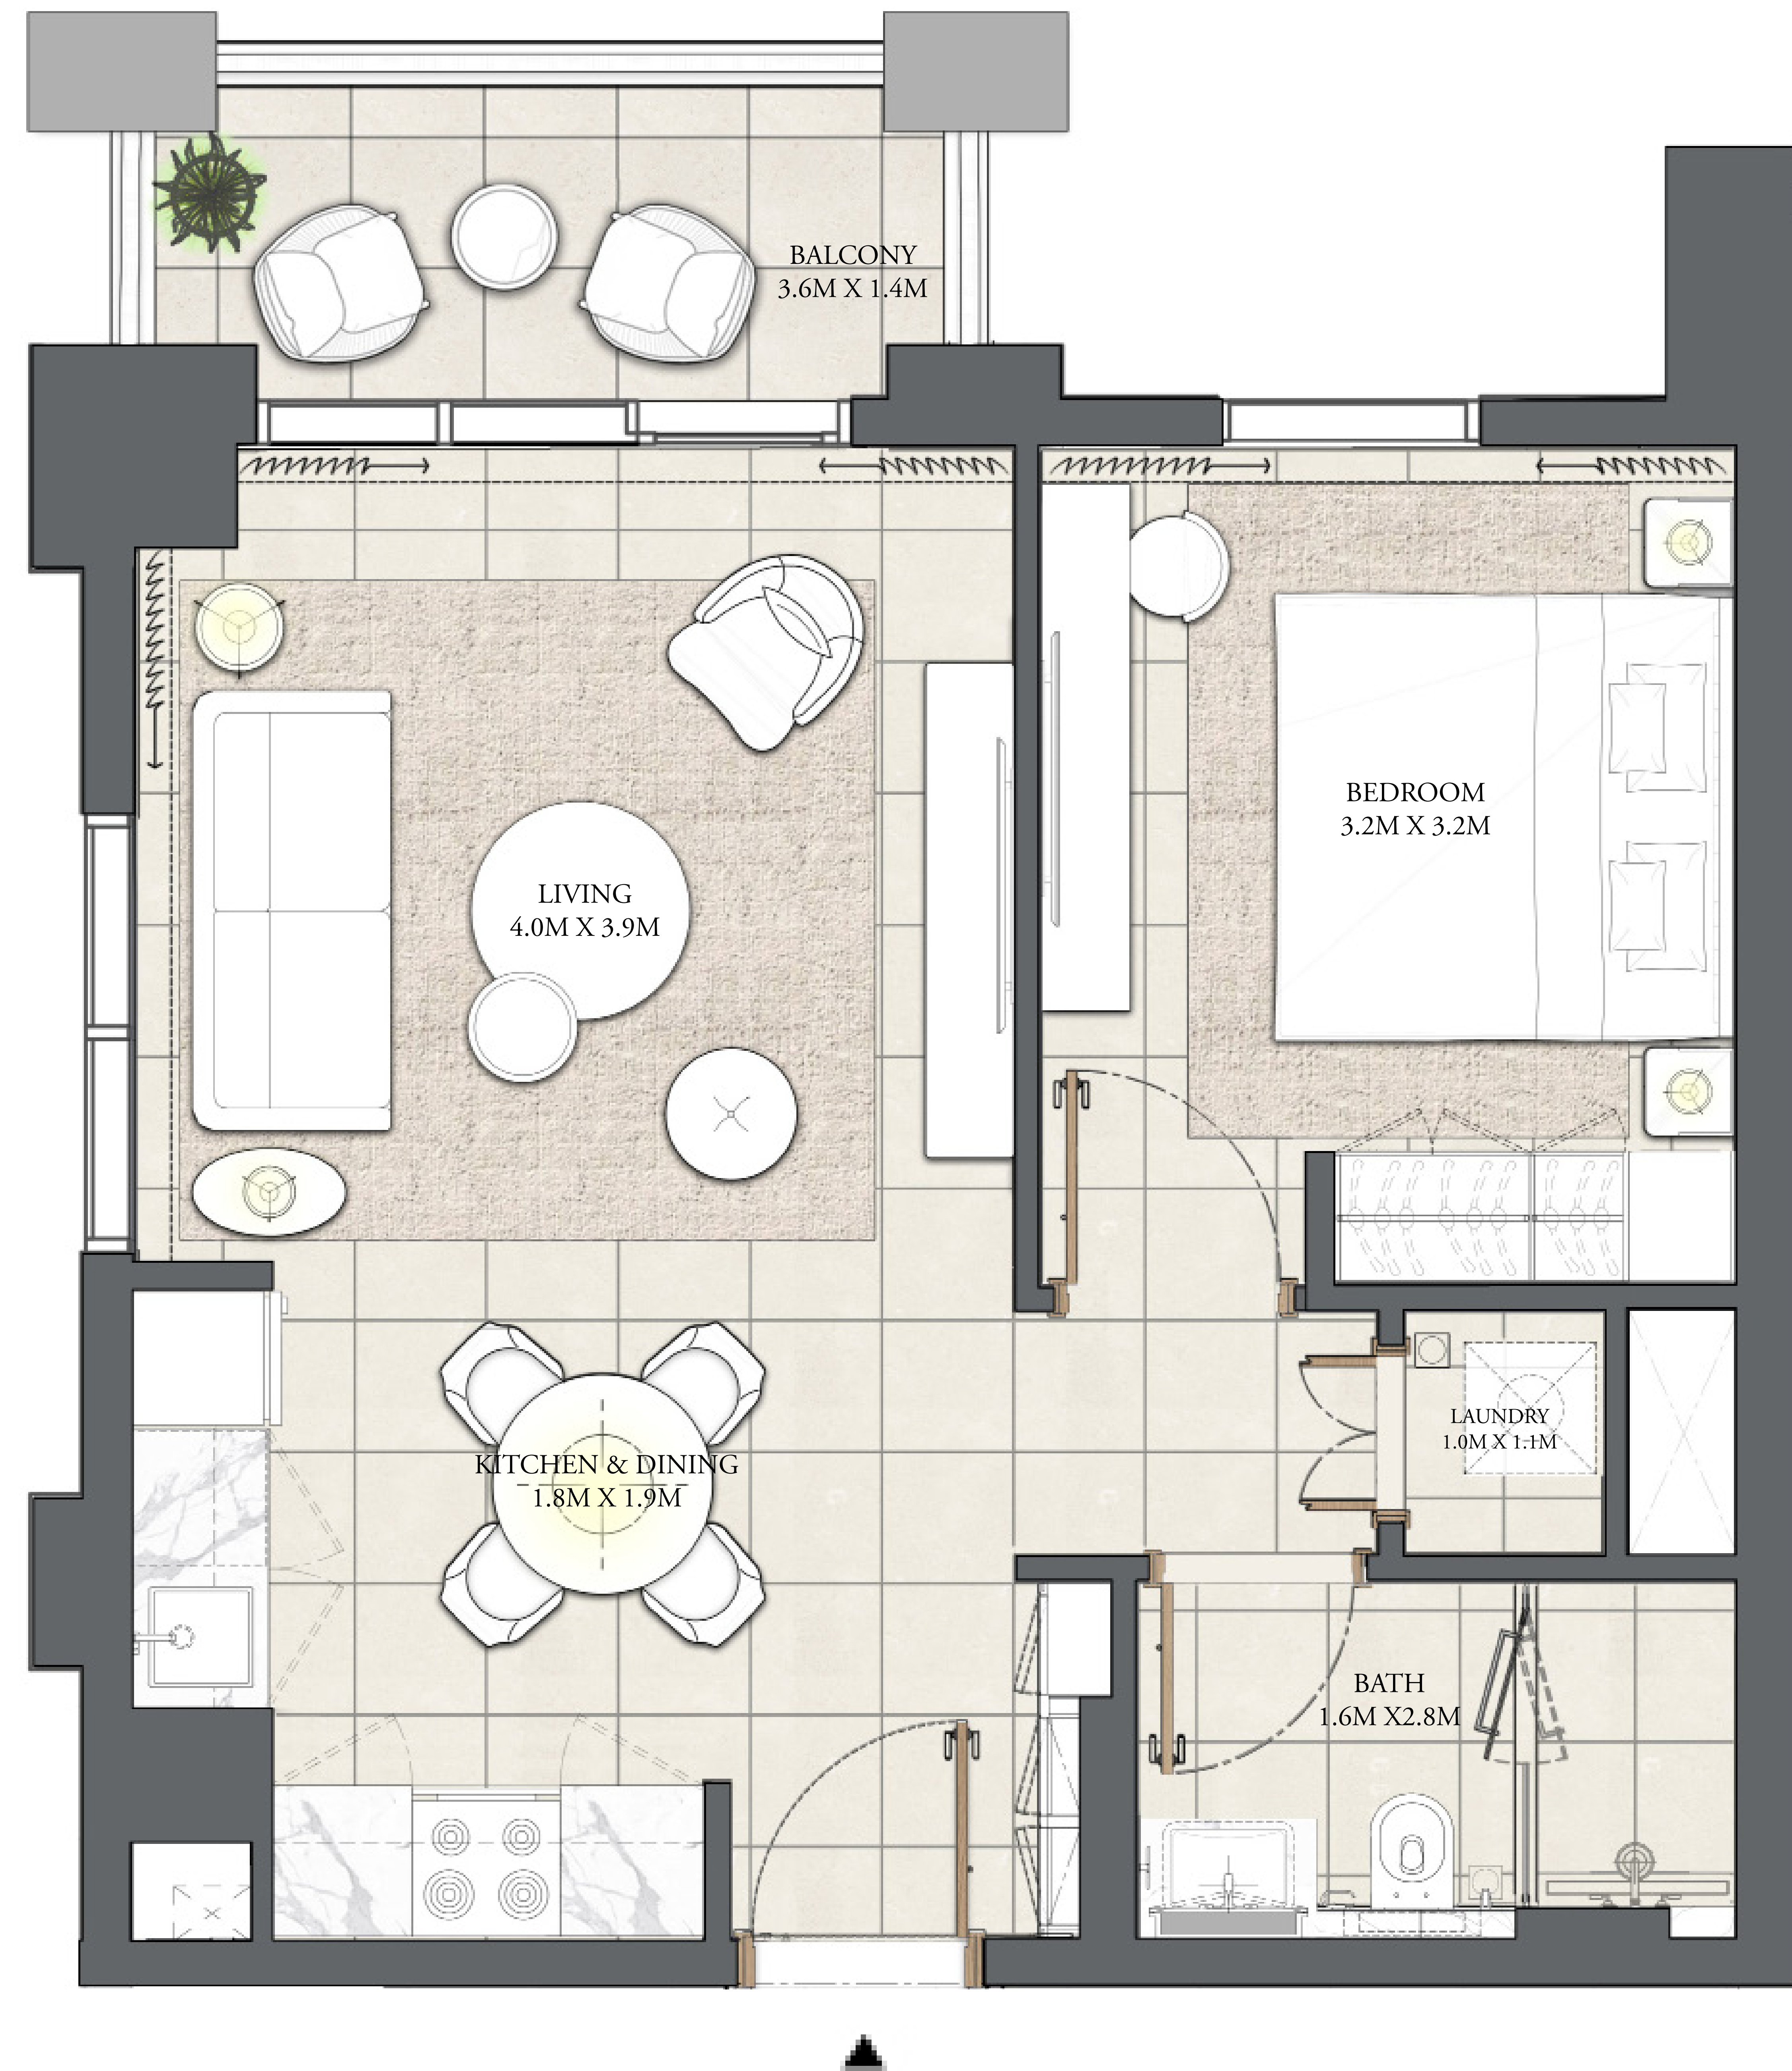 BALCONY
3.6M X 1.4M
BEDROOM
3.2M X 3.2M
LIVING
4.0M X 3.9M
LAUNDRY
1.0M X 1.1M
KITCHEN & DINING
1.8M X 1.9M
BATH
1.6M X2.8M